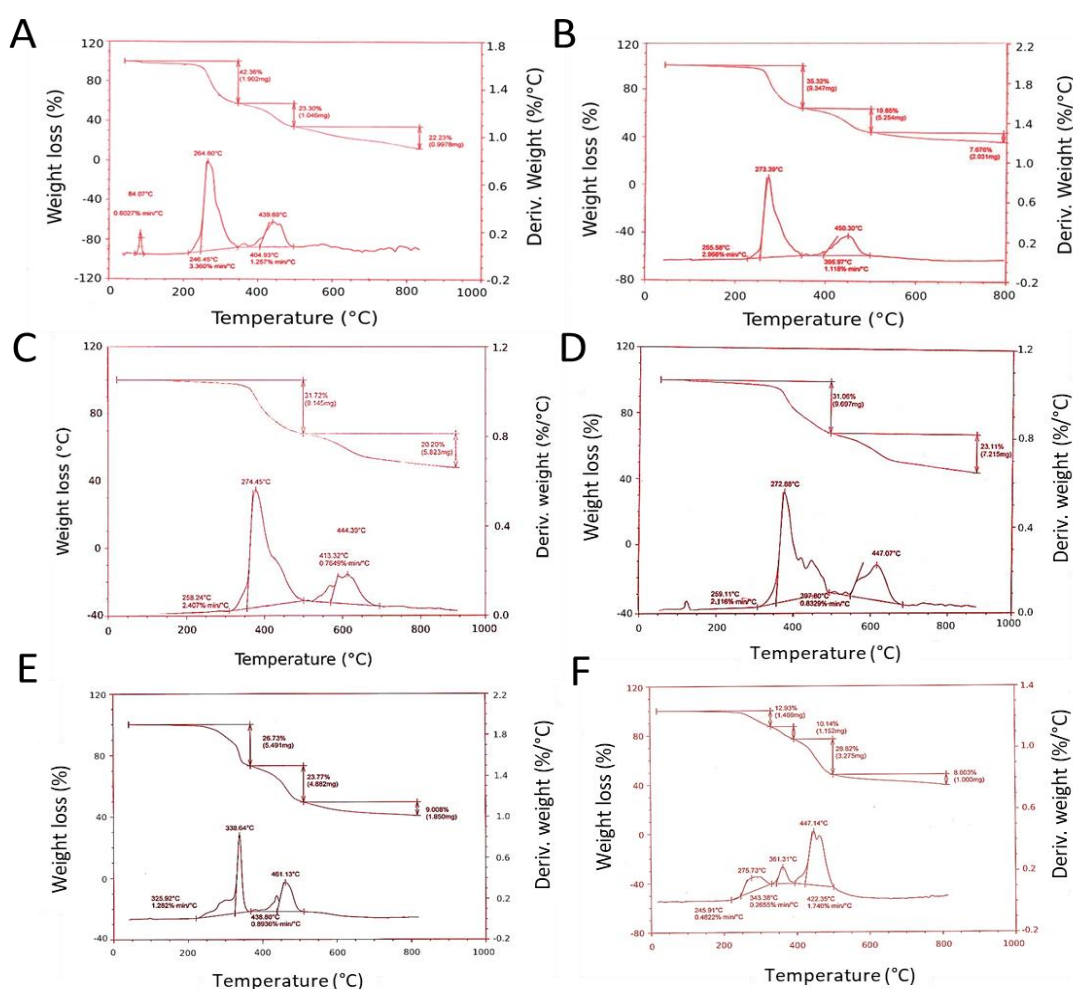 A
Weight loss (%)
120
80
40
0
-40
-80
-120
1.8
1.4
1.0
0.6
0.2
-0.2
Deriv. Weight (%/°C)
42.36%
(1.902mg)
23.30%
(1.046mg)
22.23%
(0.9978mg)
264.60°C
84.07°C
0.6027% min/°C
439.69°C
246.45°C
3.360% min/°C
404.93°C
1.257% min/°C
0
200
400
600
800
1000
Temperature (°C)
B
Weight loss (%)
120
80
40
0
-40
-80
2.2
1.8
1.4
1.0
0.6
0.2
-0.2
Deriv. Weight (%/°C)
35.32%
(9.347mg)
19.85%
(5.254mg)
7.676%
(2.031mg)
273.39°C
450.30°C
255.58°C
2.966% min/°C
396.97°C
1.118% min/°C
0
200
400
600
800
Temperature (°C)
C
Weight loss (°C)
120
80
40
0
-40
1.2
0.8
0.4
0.0
Deriv. weight (%/°C)
31.72%
(9.145mg)
20.20%
(5.823mg)
274.45°C
444.39°C
413.32°C
0.7649% min/°C
258.24°C
2.407% min/°C
0
200
400
600
800
1000
Temperature (°C)
D
Weight loss (%)
120
80
40
0
-40
1.2
0.8
0.4
0.0
Deriv. weight (%/°C)
31.06%
(9.697mg)
23.11%
(7.215mg)
272.88°C
447.07°C
259.11°C
2.116% min/°C
397.60°C
0.8329% min/°C
0
200
400
600
800
1000
Temperature (°C)
E
Weight loss (%)
120
80
40
0
-40
2.2
1.8
1.4
1.0
0.6
0.2
-0.2
Deriv. weight (%/°C)
26.73%
(5.491mg)
23.77%
(4.882mg)
9.008%
(1.850mg)
338.64°C
461.13°C
325.92°C
1.282% min/°C
438.80°C
0.8936% min/°C
0
200
400
600
800
1000
Temperature (°C)
F
Weight loss (%)
120
80
40
0
-40
-80
1.4
1.0
0.6
0.2
-0.2
Deriv. weight (%/°C)
12.93%
(1.469mg)
10.14%
(1.152mg)
28.82%
(3.275mg)
8.803%
(1.000mg)
447.14°C
361.31°C
275.73°C
245.91°C
0.4822% min/°C
343.38°C
0.2655% min/°C
422.35°C
1.740% min/°C
0
200
400
600
800
1000
Temperature (°C)